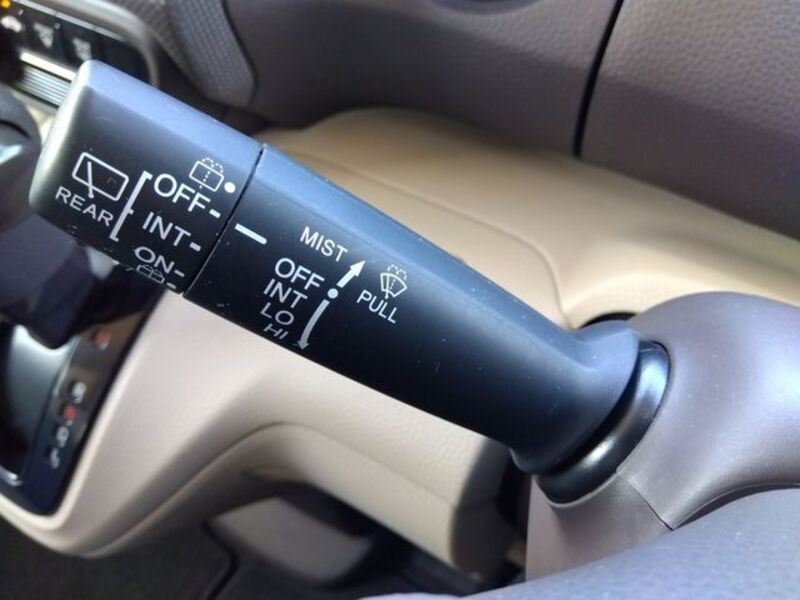 REAR
OFF
INT
ON
MIST
OFF
INT
LO
HI
PULL